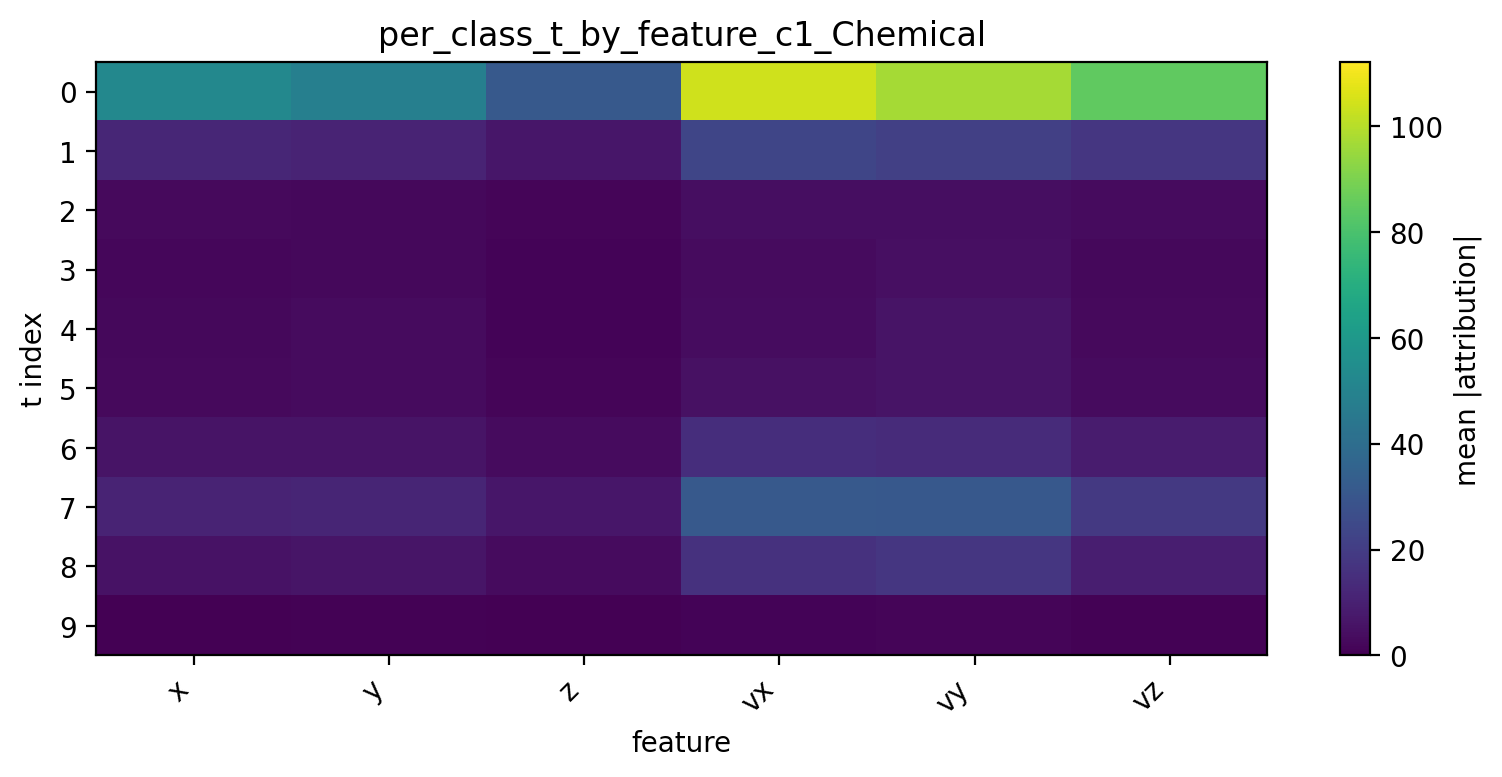 per_class_t_by_feature_c1_Chemical
t index
0
1
2
3
4
5
6
7
8
9
x
y
z
vx
vy
vz
feature
100
80
60
40
20
0
mean |attribution|